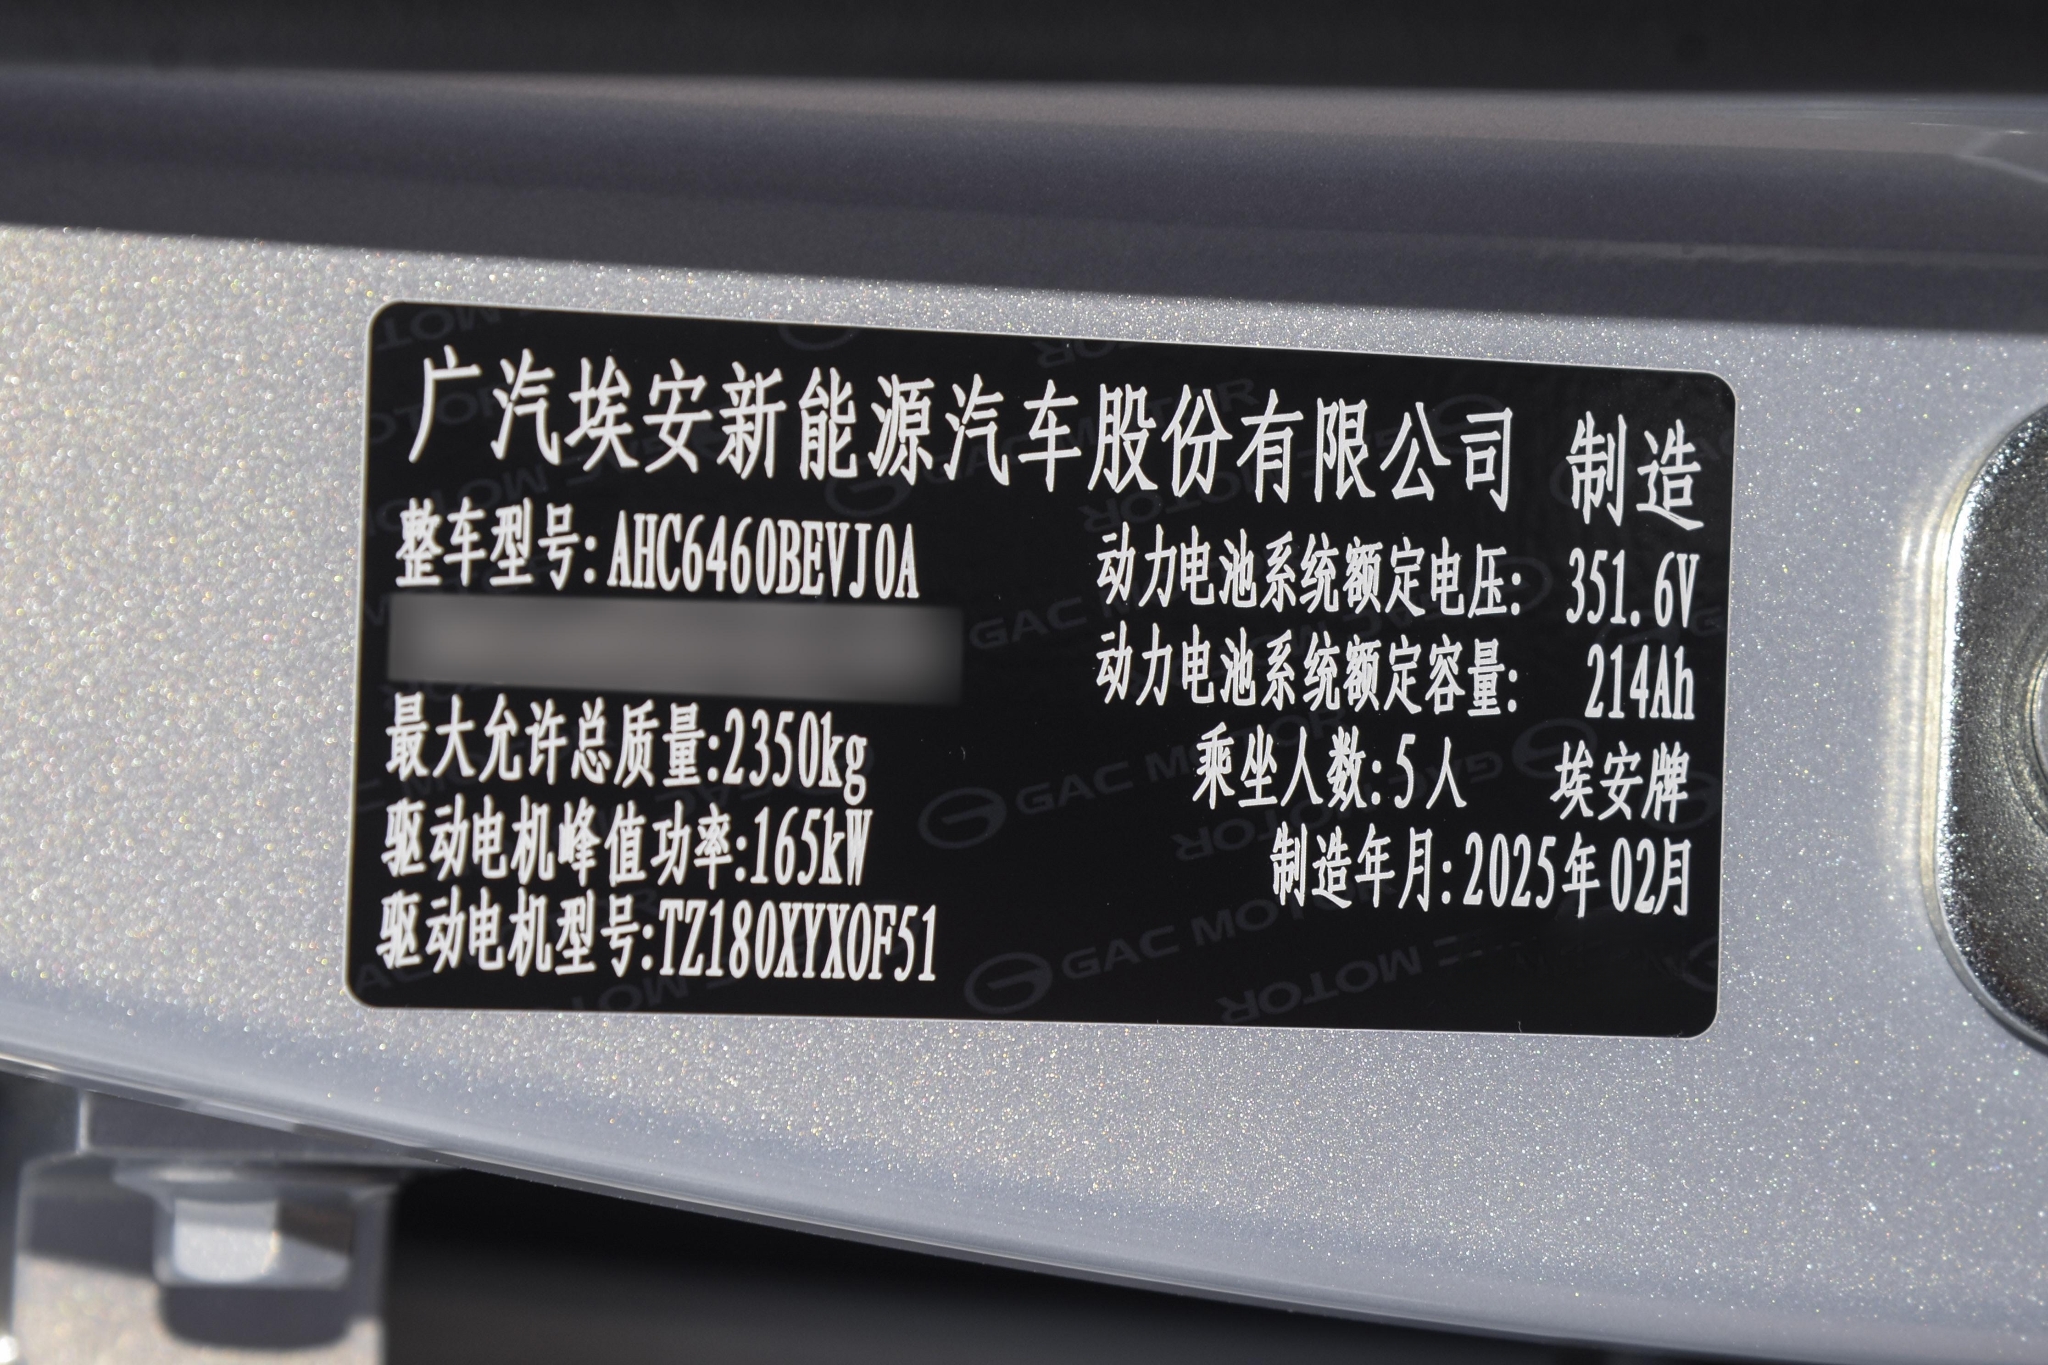 广汽埃安新能源汽车股份有限公司 制造
整车型号:AHC6460BEVJ0A
最大允许总质量:2350kg
驱动电机峰值功率:165kW
驱动电机型号:TZ180XYX0F51
动力电池系统额定电压: 351.6V
动力电池系统额定容量: 214Ah
乘坐人数:5人 埃安牌
制造年月:2025年02月
GAC MOTOR
GAC MOTOR
GAC MOTOR